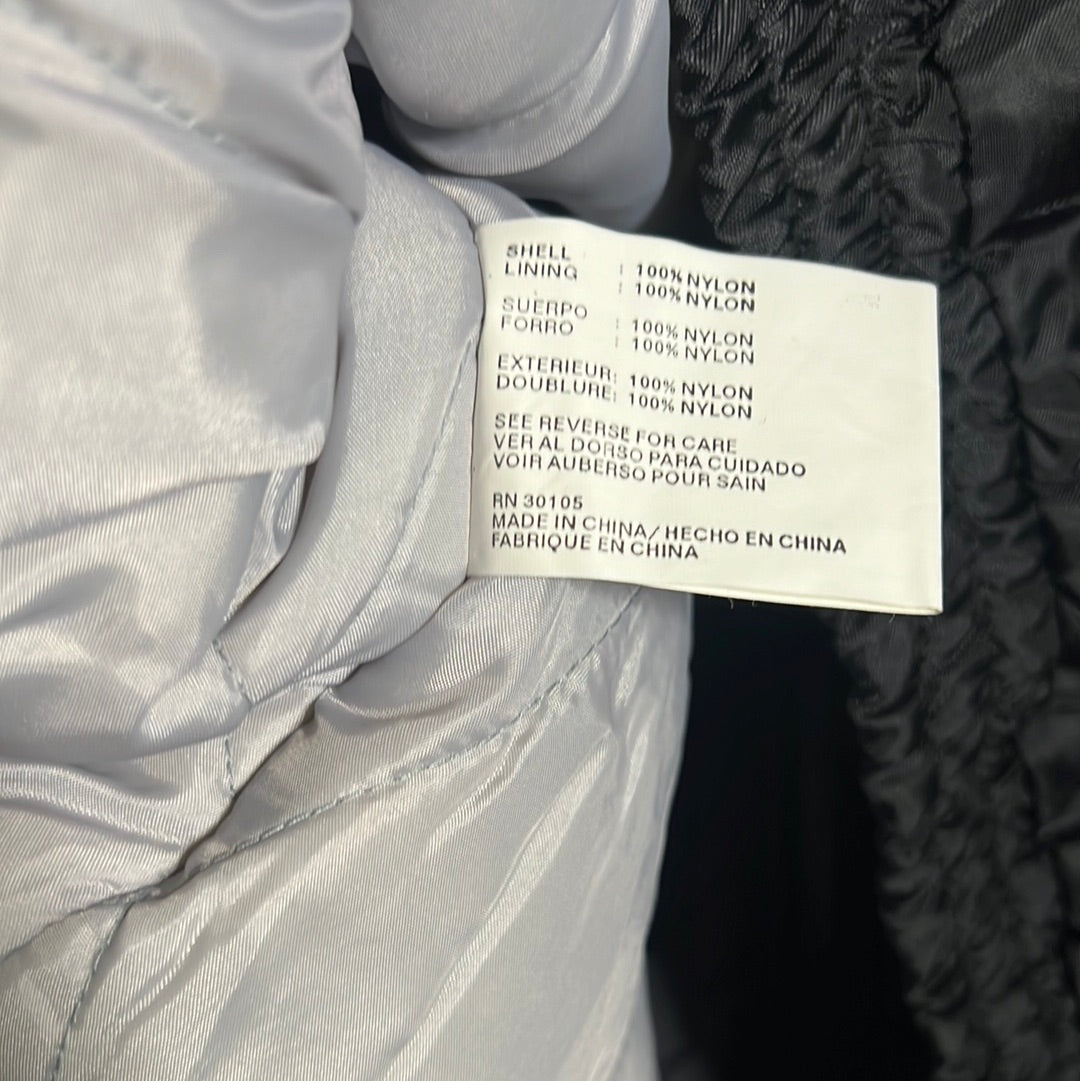 SHELL : 100% NYLON
LINING : 100% NYLON
SUERPO : 100% NYLON
FORRO : 100% NYLON
EXTERIEUR: 100% NYLON
DOUBLURE: 100% NYLON
SEE REVERSE FOR CARE
VER AL DORSO PARA CUIDADO
VOIR AUBERSO POUR SAIN
RN 30105
MADE IN CHINA/HECHO EN CHINA
FABRIQUE EN CHINA